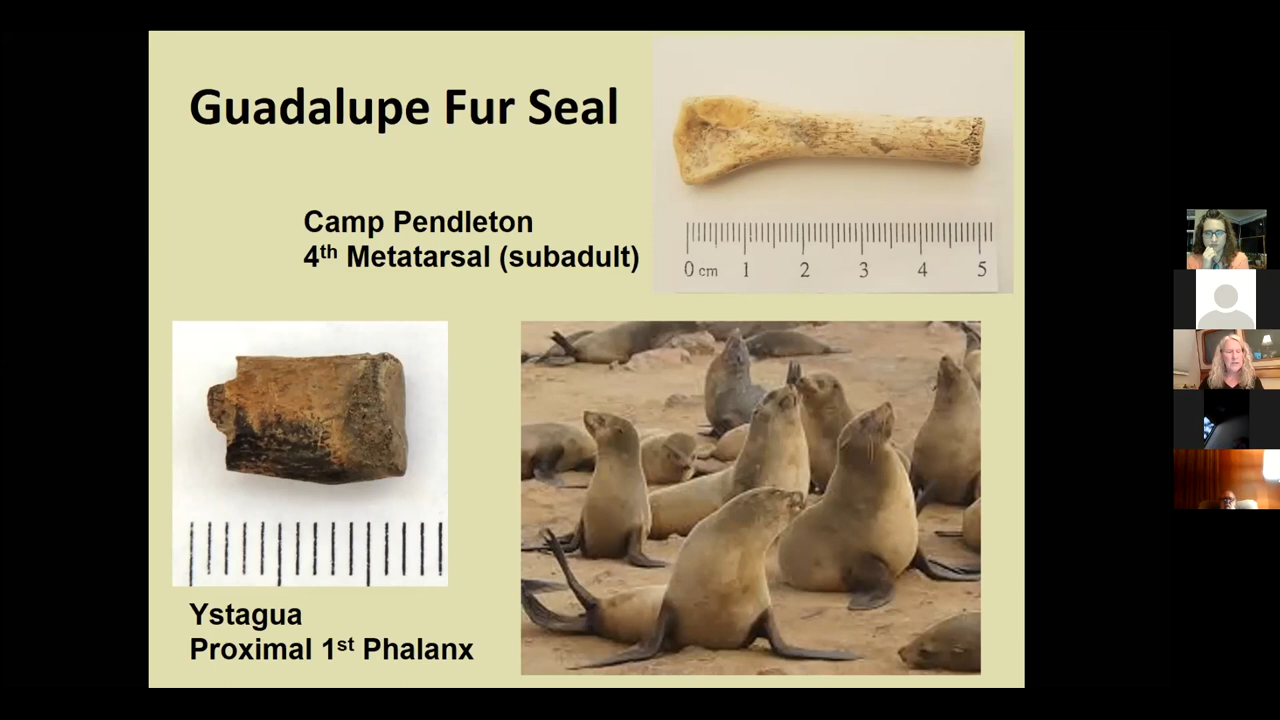 Guadalupe Fur Seal
Camp Pendleton
4th Metatarsal (subadult)
0 cm 1 2 3 4 5
Ystagua
Proximal 1st Phalanx